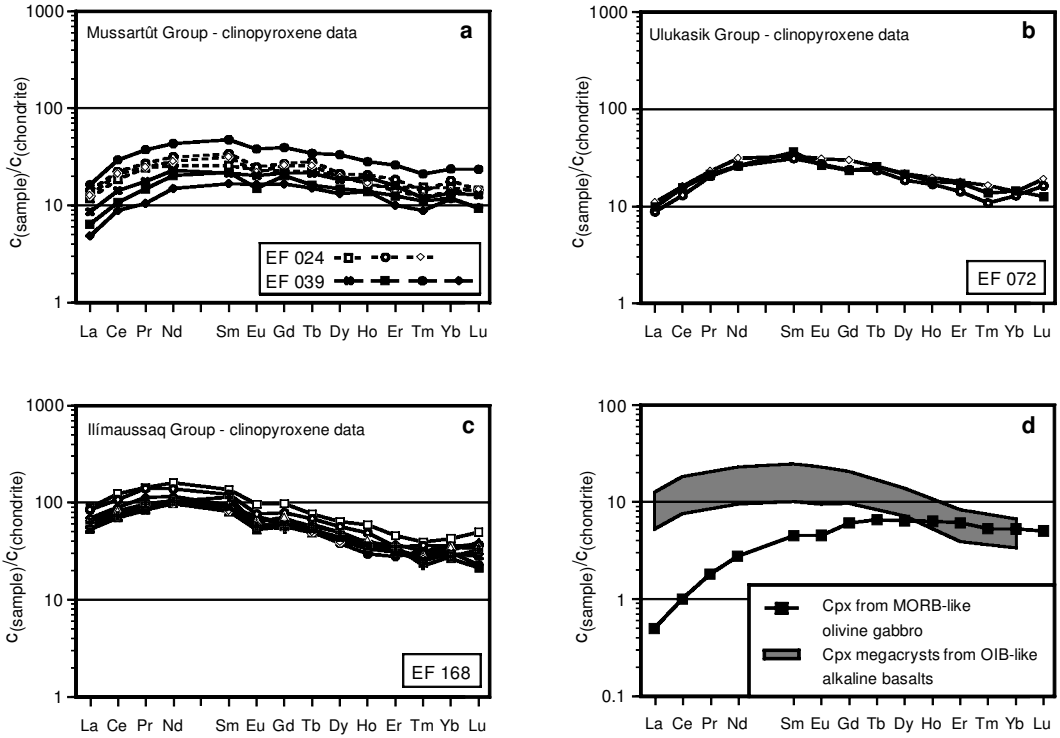 Mussartût Group - clinopyroxene data
a
1000
100
10
1
c(sample)/c(chondrite)
EF 024
EF 039
La Ce Pr Nd Sm Eu Gd Tb Dy Ho Er Tm Yb Lu
Ulukasik Group - clinopyroxene data
b
1000
100
10
1
c(sample)/c(chondrite)
EF 072
La Ce Pr Nd Sm Eu Gd Tb Dy Ho Er Tm Yb Lu
Ilímaussaq Group - clinopyroxene data
c
1000
100
10
1
c(sample)/c(chondrite)
EF 168
La Ce Pr Nd Sm Eu Gd Tb Dy Ho Er Tm Yb Lu
d
100
10
1
0.1
c(sample)/c(chondrite)
Cpx from MORB-like
olivine gabbro
Cpx megacrysts from OIB-like
alkaline basalts
La Ce Pr Nd Sm Eu Gd Tb Dy Ho Er Tm Yb Lu